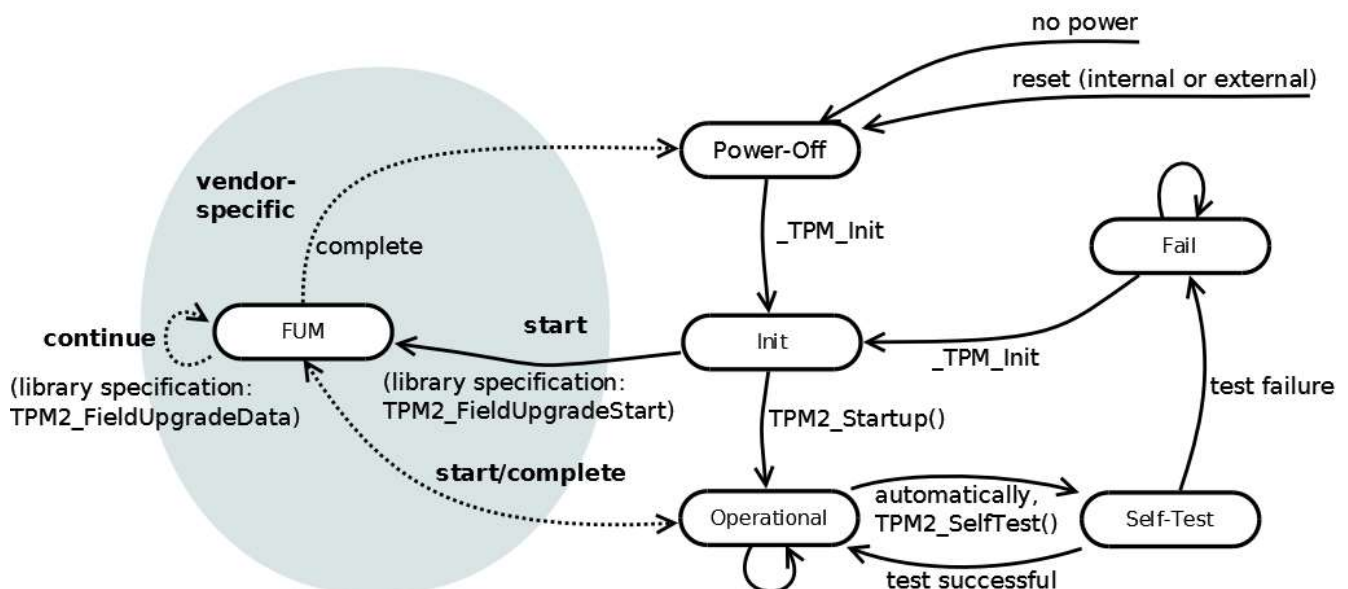 no power
reset (internal or external)
Power-Off
vendor-
specific
_TPM_Init
Fail
complete
FUM
start
Init
continue
_TPM_Init
(library specification:
TPM2_FieldUpgradeData)
(library specification:
TPM2_FieldUpgradeStart)
test failure
TPM2_Startup()
start/complete
Operational
automatically,
TPM2_SelfTest()
Self-Test
test successful